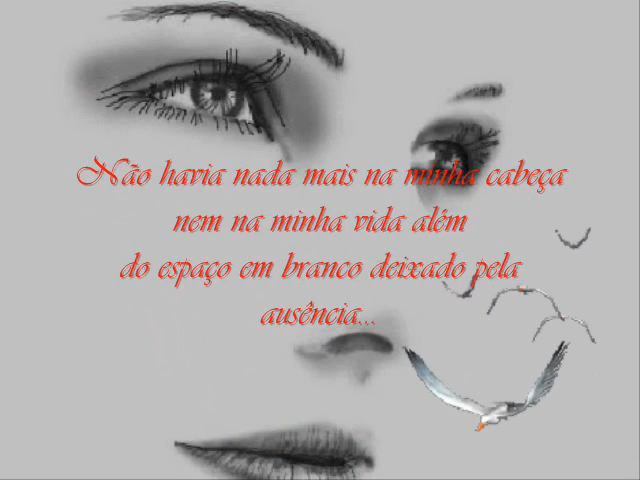 Não havia nada mais na minha cabeça
nem na minha vida além
do espaço em branco deixado pela
ausência...